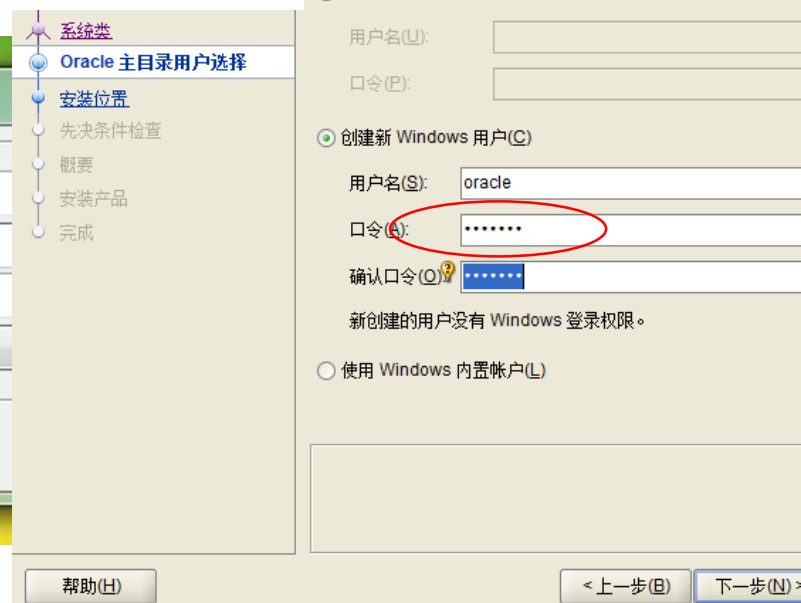 系统类
Oracle 主目录用户选择
安装位置
先决条件检查
概要
安装产品
完成
用户名(U):
口令(P):
创建新 Windows 用户(C)
用户名(S): oracle
口令(A): •••••••
确认口令(O): •••••••
新创建的用户没有 Windows 登录权限。
使用 Windows 内置帐户(L)
帮助(H)
<上一步(B)
下一步(N) >